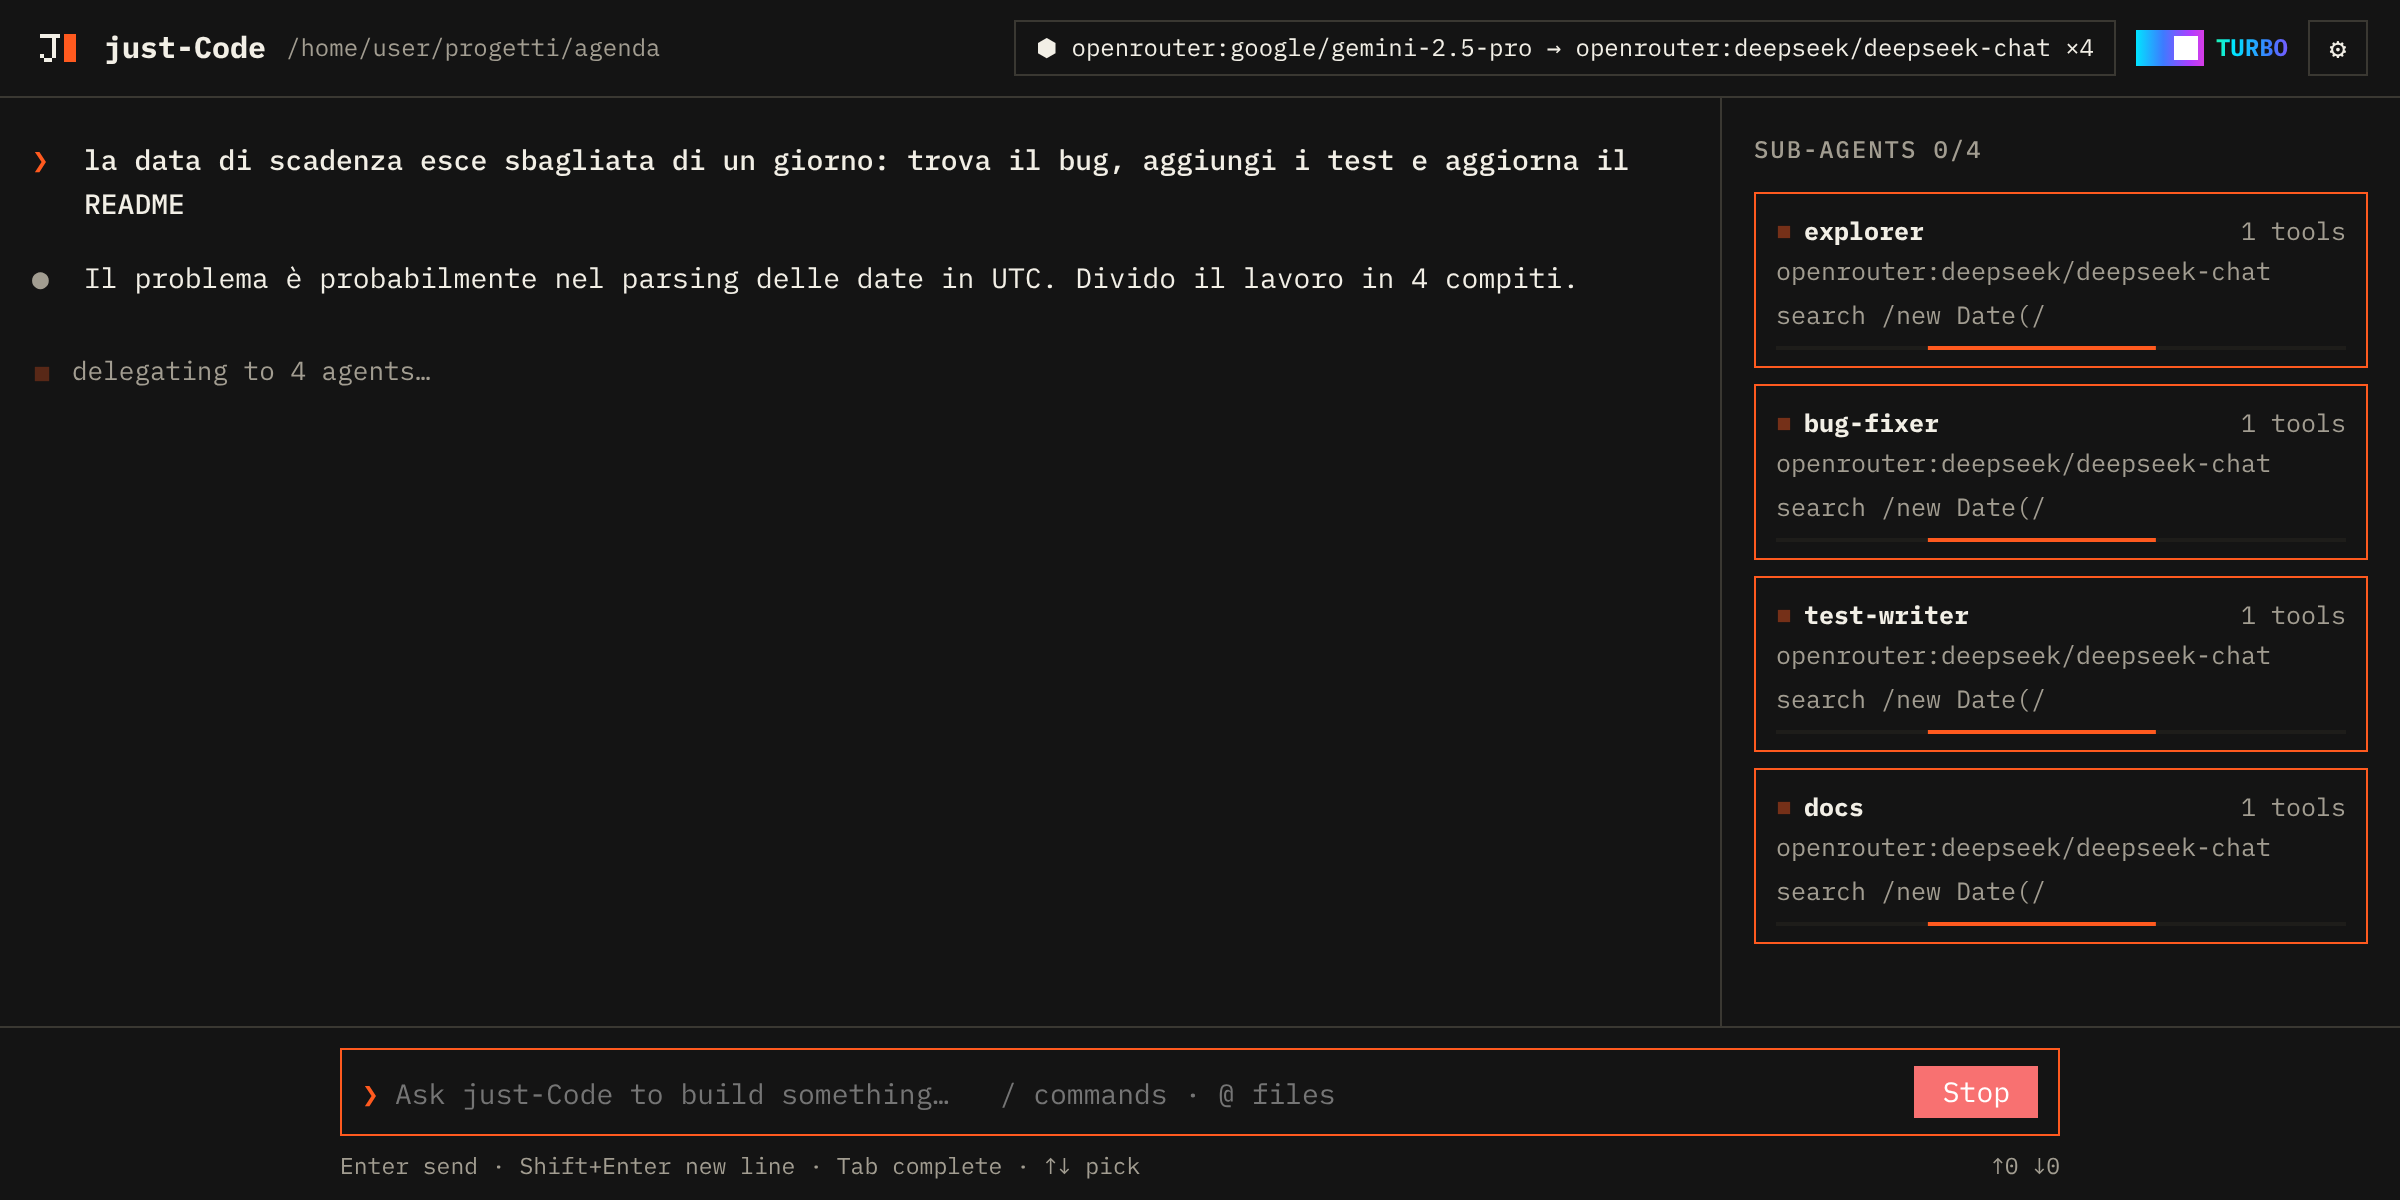 just-Code /home/user/progetti/agenda
openrouter:google/gemini-2.5-pro → openrouter:deepseek/deepseek-chat ×4
TURBO
❯ la data di scadenza esce sbagliata di un giorno: trova il bug, aggiungi i test e aggiorna il
README
● Il problema è probabilmente nel parsing delle date in UTC. Divido il lavoro in 4 compiti.
delegating to 4 agents…
SUB-AGENTS 0/4
explorer 1 tools
openrouter:deepseek/deepseek-chat
search /new Date(/
bug-fixer 1 tools
openrouter:deepseek/deepseek-chat
search /new Date(/
test-writer 1 tools
openrouter:deepseek/deepseek-chat
search /new Date(/
docs 1 tools
openrouter:deepseek/deepseek-chat
search /new Date(/
❯ Ask just-Code to build something… / commands · @ files
Stop
Enter send · Shift+Enter new line · Tab complete · ↑↓ pick
↑0 ↓0